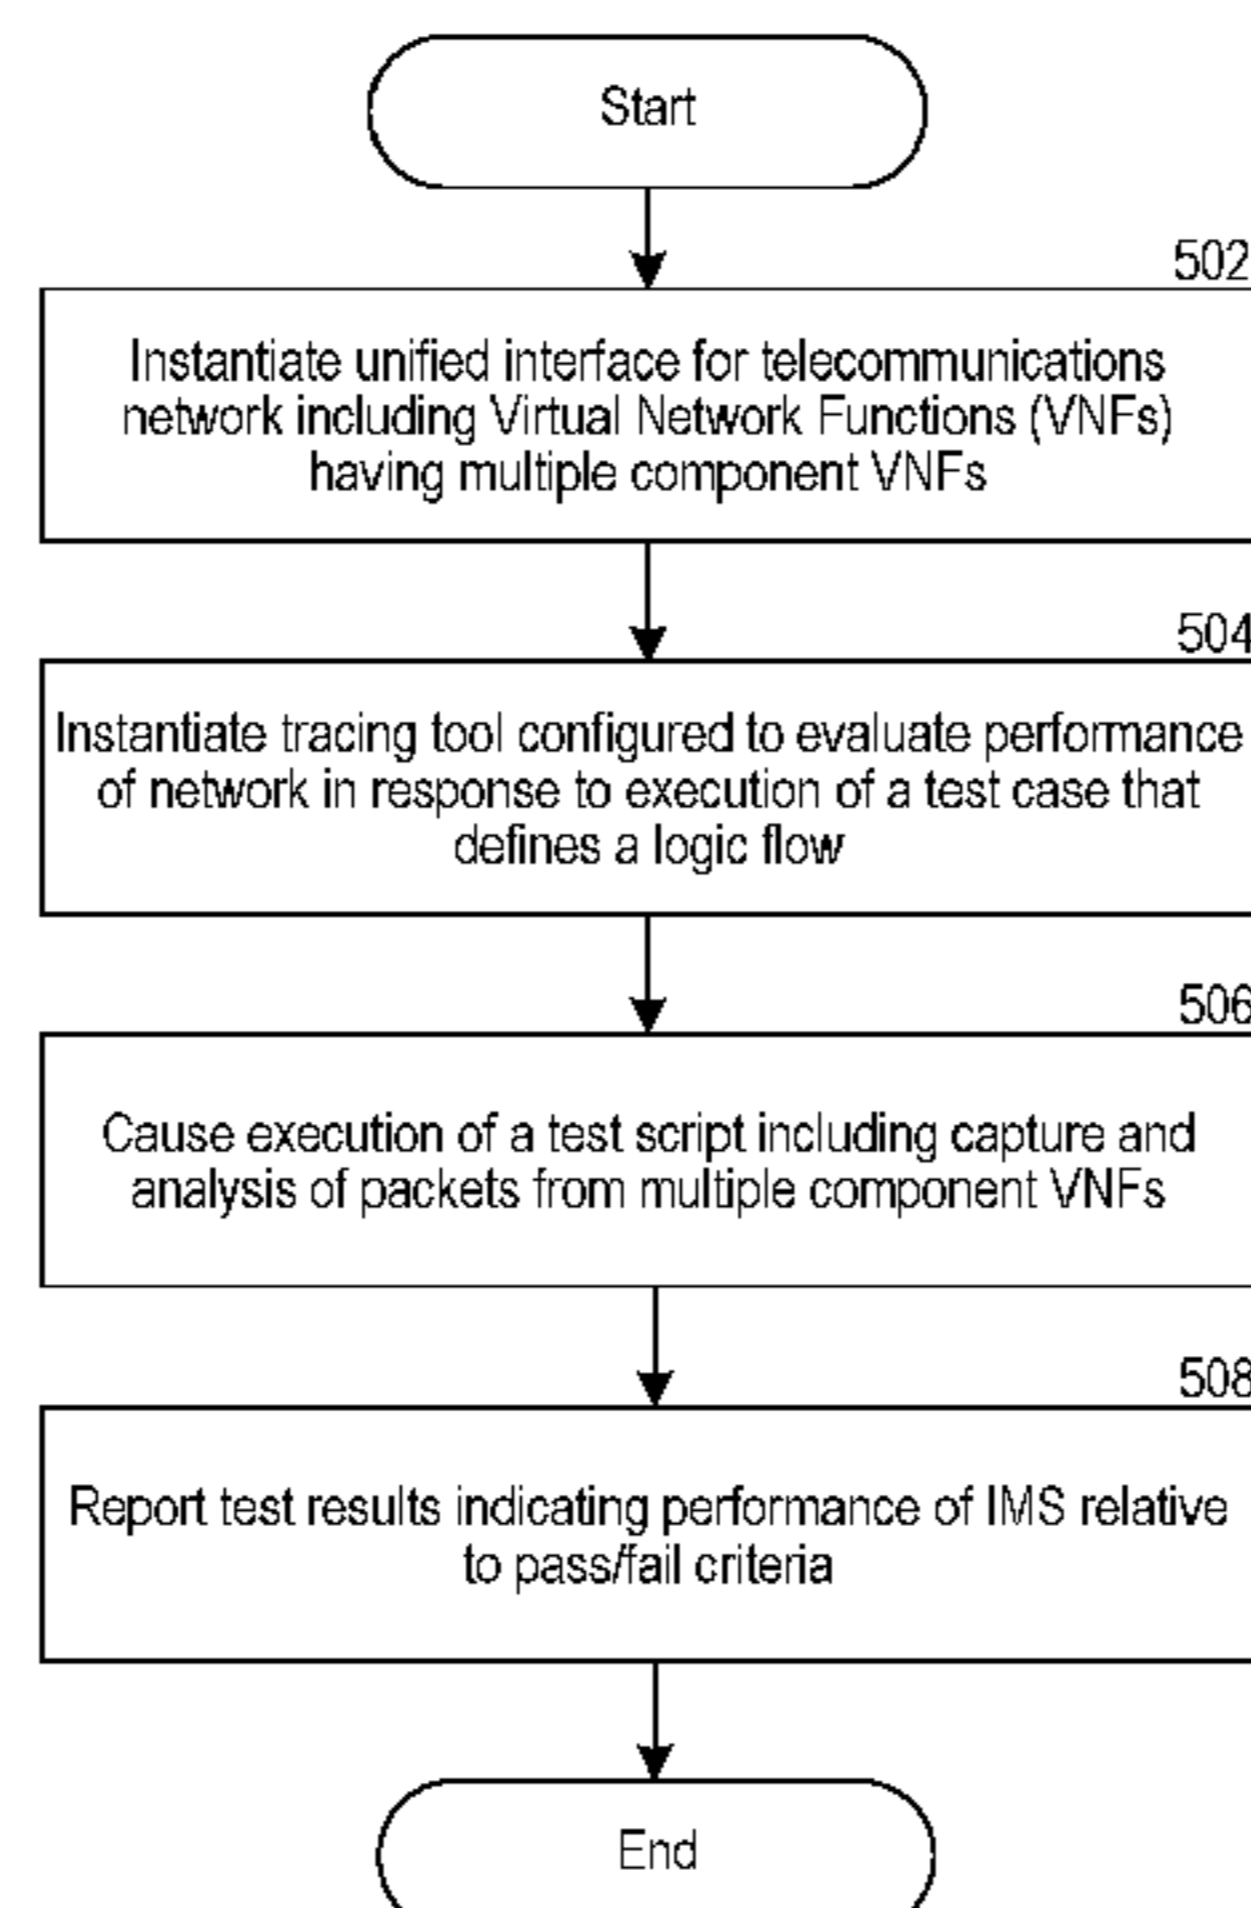 Start
502
Instantiate unified interface for telecommunications
network including Virtual Network Functions (VNFs)
having multiple component VNFs
504
Instantiate tracing tool configured to evaluate performance
of network in response to execution of a test case that
defines a logic flow
506
Cause execution of a test script including capture and
analysis of packets from multiple component VNFs
508
Report test results indicating performance of IMS relative
to pass/fail criteria
End